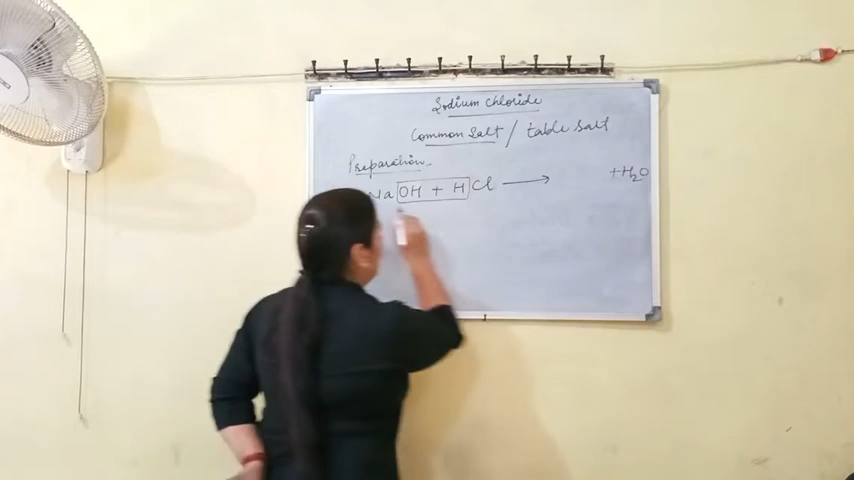 Sodium Chloride
Common Salt / table salt
Preparation
Na OH + H Cl ⟶ + H₂O